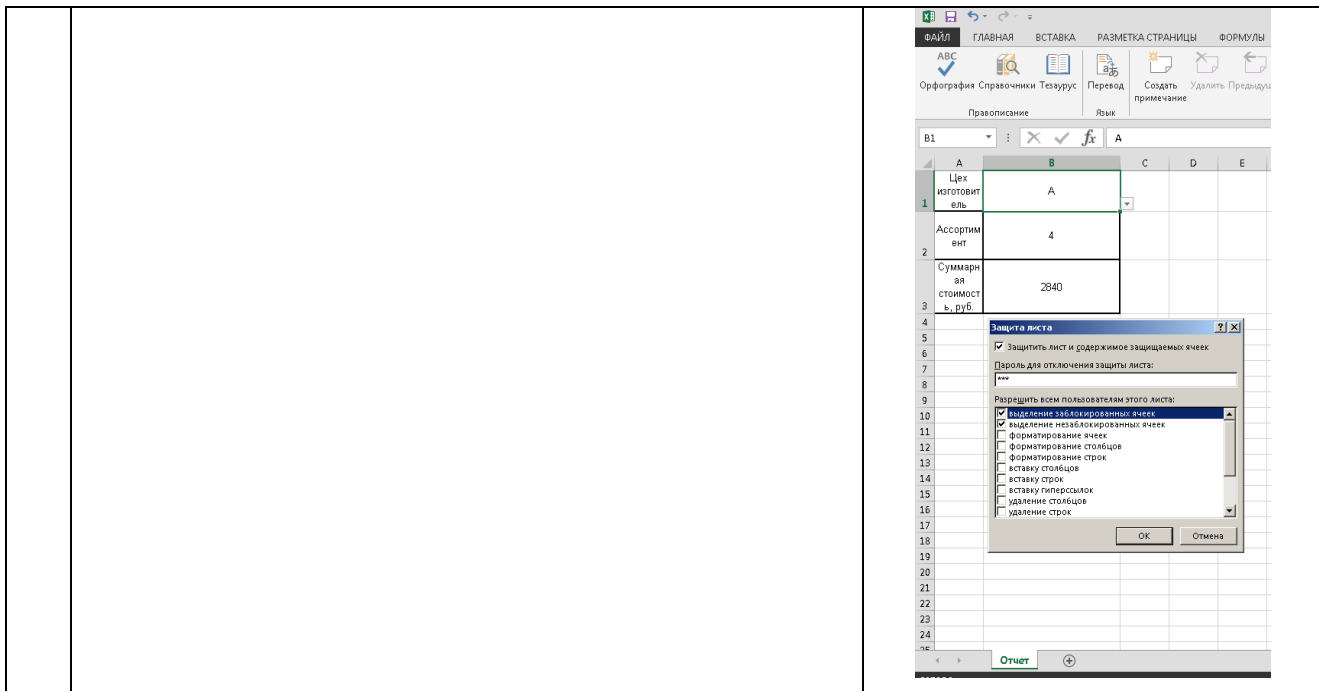 ФАЙЛ ГЛАВНАЯ ВСТАВКА РАЗМЕТКА СТРАНИЦЫ ФОРМУЛЫ
ABC
Орфография Справочники Тезаурус Перевод Создать примечание Удалить Предыдущ
Правописание Язык
B1 fx A
A B C D E
1 Цех изготовитель A
2 Ассортимент 4
3 Суммарная стоимость, руб. 2840
4
5
6
7
8
9
10
11
12
13
14
15
16
17
18
19
20
21
22
23
24
Защита листа
Защитить лист и содержимое защищаемых ячеек
Пароль для отключения защиты листа:
***
Разрешить всем пользователям этого листа:
выделение заблокированных ячеек
выделение незаблокированных ячеек
форматирование ячеек
форматирование столбцов
форматирование строк
вставку столбцов
вставку строк
вставку гиперссылок
удаление столбцов
удаление строк
ОК Отмена
Отчет